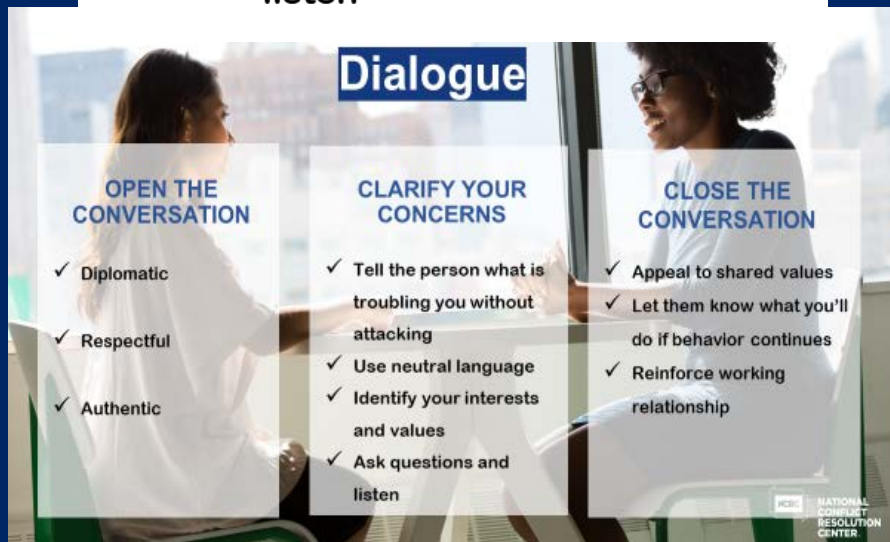 listen
Dialogue
OPEN THE
CONVERSATION
✓ Diplomatic
✓ Respectful
✓ Authentic
CLARIFY YOUR
CONCERNS
✓ Tell the person what is
troubling you without
attacking
✓ Use neutral language
✓ Identify your interests
and values
✓ Ask questions and
listen
CLOSE THE
CONVERSATION
✓ Appeal to shared values
✓ Let them know what you'll
do if behavior continues
✓ Reinforce working
relationship
NCRC
NATIONAL
CONFLICT
RESOLUTION
CENTER